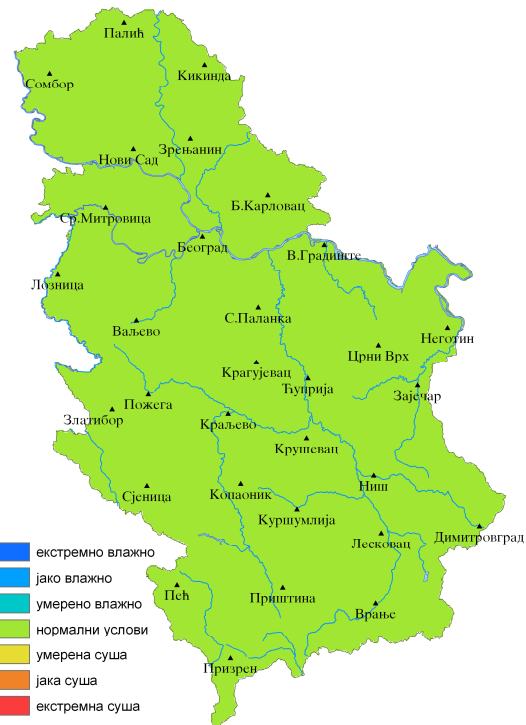 Палић
Кикинда
Сомбор
Зрењанин
Нови Сад
Б.Карловац
Ср.Митровица
Београд
В.Градиште
Лозница
С.Паланка
Ваљево
Неготин
Црни Врх
Крагујевац
Ћуприја
Зајечар
Пожега
Златибор
Краљево
Крушевац
Ниш
Сјеница
Копаоник
Куршумлија
Димитровград
Лесковац
екстремно влажно
јако влажно
Пећ
Приштина
умерено влажно
Врање
нормални услови
умерена суша
Призрен
јака суша
екстремна суша